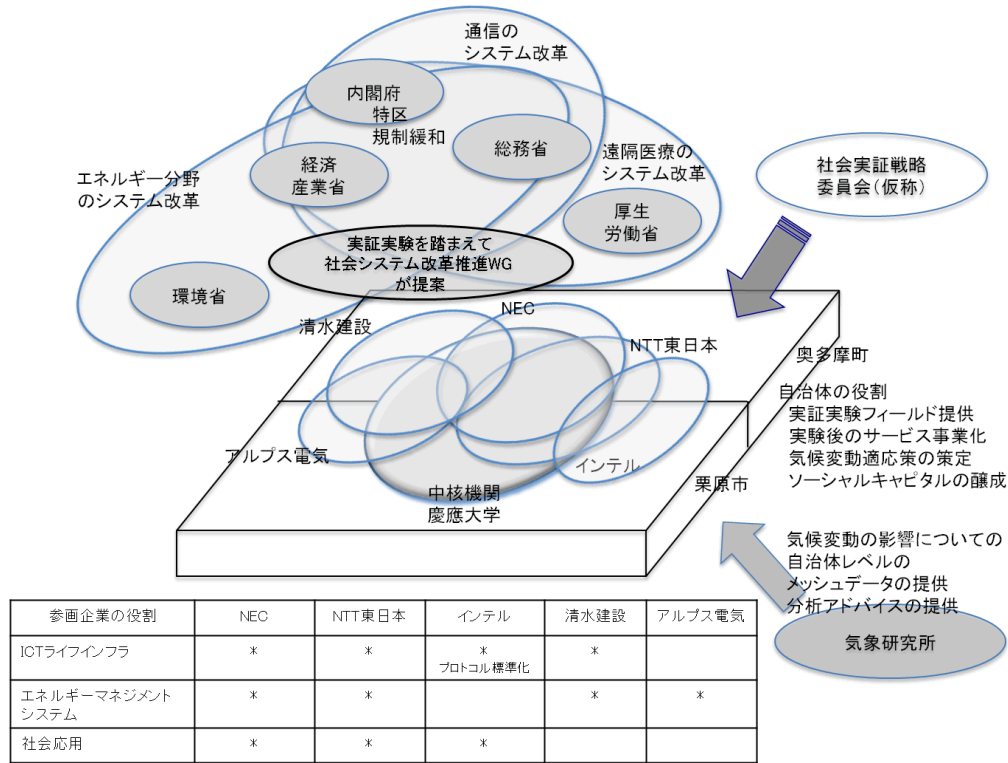 通信の
システム改革
内閣府
特区
規制緩和
総務省
経済
産業省
遠隔医療の
システム改革
厚生
労働省
エネルギー分野
のシステム改革
環境省
実証実験を踏まえて
社会システム改革推進WG
が提案
社会実証戦略
委員会(仮称)
清水建設
NEC
NTT東日本
奥多摩町
アルプス電気
インテル
中核機関
慶應大学
栗原市
自治体の役割
実証実験フィールド提供
実験後のサービス事業化
気候変動適応策の策定
ソーシャルキャピタルの醸成
気候変動の影響についての
自治体レベルの
メッシュデータの提供
分析アドバイスの提供
気象研究所
参画企業の役割 NEC NTT東日本 インテル 清水建設 アルプス電気
ICTライフインフラ * * * *
プロトコル標準化
エネルギーマネジメント * * * *
システム
社会応用 * * *